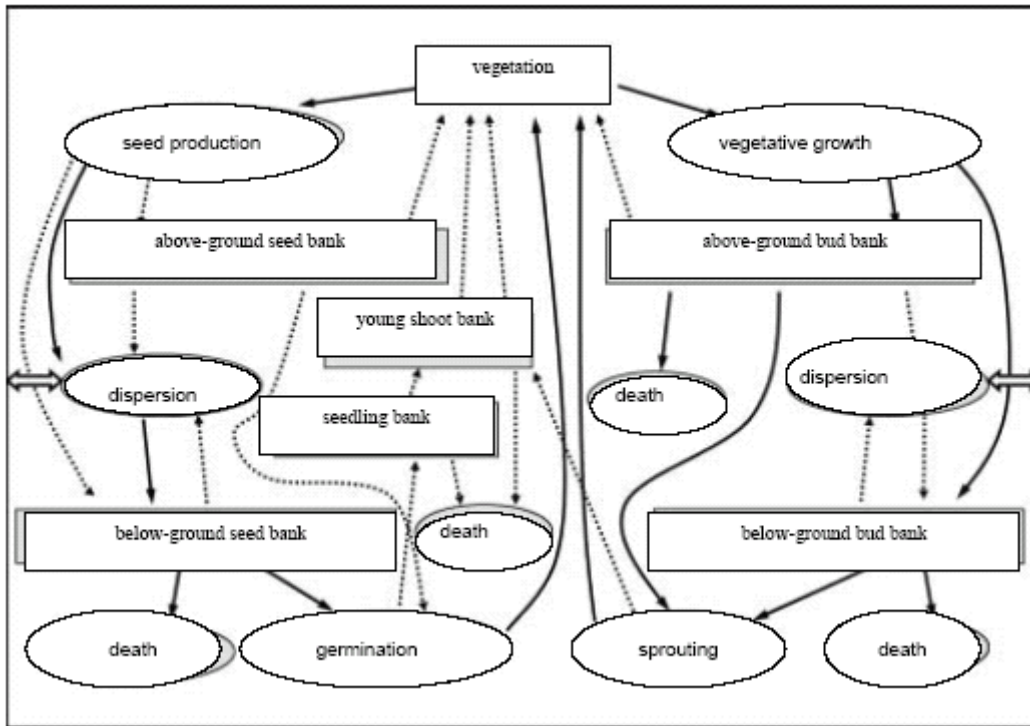 vegetation
seed production
vegetative growth
above-ground seed bank
above-ground bud bank
young shoot bank
dispersion
dispersion
death
seedling bank
below-ground seed bank
death
below-ground bud bank
death
germination
sprouting
death